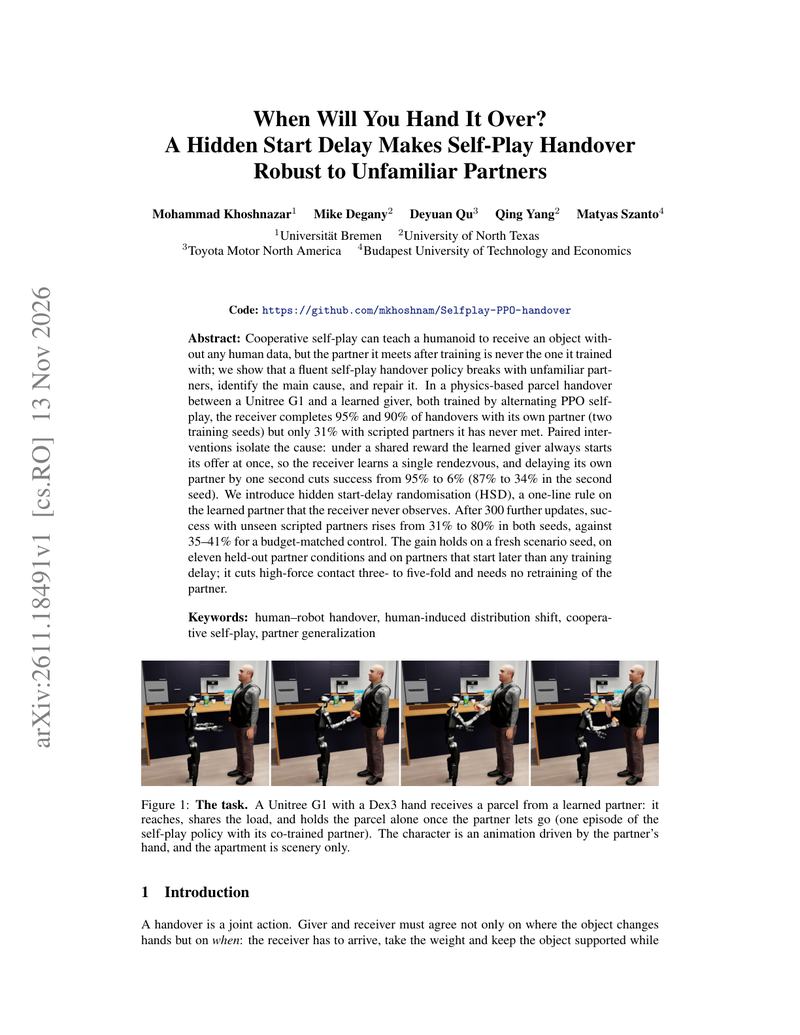 When Will You Hand It Over?
A Hidden Start Delay Makes Self-Play Handover
Robust to Unfamiliar Partners
Mohammad Khoshnazar1 Mike Degany2 Deyuan Qu3 Qing Yang2 Matyas Szanto4
1Universität Bremen 2University of North Texas
3Toyota Motor North America 4Budapest University of Technology and Economics
Code: https://github.com/mkhoshnam/Selfplay-PPO-handover
Abstract: Cooperative self-play can teach a humanoid to receive an object with-
out any human data, but the partner it meets after training is never the one it trained
with; we show that a fluent self-play handover policy breaks with unfamiliar part-
ners, identify the main cause, and repair it. In a physics-based parcel handover
between a Unitree G1 and a learned giver, both trained by alternating PPO self-
play, the receiver completes 95% and 90% of handovers with its own partner (two
training seeds) but only 31% with scripted partners it has never met. Paired inter-
ventions isolate the cause: under a shared reward the learned giver always starts
its offer at once, so the receiver learns a single rendezvous, and delaying its own
partner by one second cuts success from 95% to 6% (87% to 34% in the second
seed). We introduce hidden start-delay randomisation (HSD), a one-line rule on
the learned partner that the receiver never observes. After 300 further updates, suc-
cess with unseen scripted partners rises from 31% to 80% in both seeds, against
35–41% for a budget-matched control. The gain holds on a fresh scenario seed, on
eleven held-out partner conditions and on partners that start later than any training
delay; it cuts high-force contact three- to five-fold and needs no retraining of the
partner.
Keywords: human–robot handover, human-induced distribution shift, coopera-
tive self-play, partner generalization
Figure 1: The task. A Unitree G1 with a Dex3 hand receives a parcel from a learned partner: it
reaches, shares the load, and holds the parcel alone once the partner lets go (one episode of the
self-play policy with its co-trained partner). The character is an animation driven by the partner's
hand, and the apartment is scenery only.
1 Introduction
A handover is a joint action. Giver and receiver must agree not only on where the object changes
hands but on when: the receiver has to arrive, take the weight and keep the object supported while
arXiv:2611.18491v1 [cs.RO] 13 Nov 2026